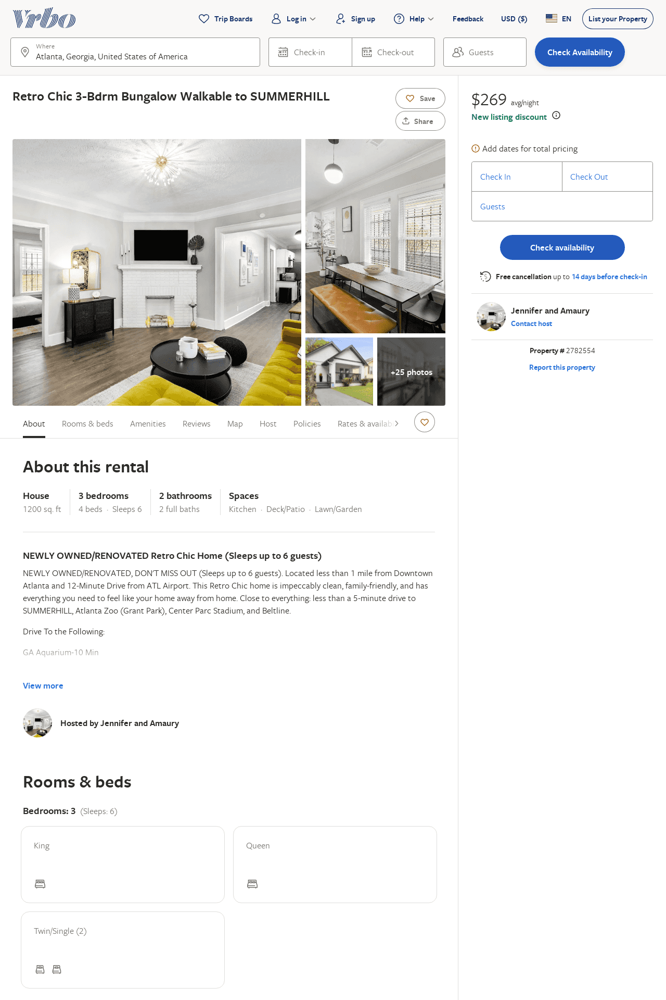 Vrbo
Trip Boards
Log in
Sign up
Help
Feedback
USD ($)
EN
List your Property
Where
Atlanta, Georgia, United States of America
Check-in
Check-out
Guests
Check Availability
Retro Chic 3-Bdrm Bungalow Walkable to SUMMERHILL
Save
Share
+25 photos
$269 avg/night
New listing discount
Add dates for total pricing
Check In
Check Out
Guests
Check availability
Free cancellation up to 14 days before check-in
Jennifer and Amaury
Contact host
Property # 2782554
Report this property
About
Rooms & beds
Amenities
Reviews
Map
Host
Policies
Rates & availab
About this rental
House
1200 sq. ft
3 bedrooms
4 beds · Sleeps 6
2 bathrooms
2 full baths
Spaces
Kitchen · Deck/Patio · Lawn/Garden
NEWLY OWNED/RENOVATED Retro Chic Home (Sleeps up to 6 guests)
NEWLY OWNED/RENOVATED, DON'T MISS OUT (Sleeps up to 6 guests). Located less than 1 mile from Downtown
Atlanta and 12-Minute Drive from ATL Airport. This Retro Chic home is impeccably clean, family-friendly, and has
everything you need to feel like your home away from home. Close to everything: less than a 5-minute drive to
SUMMERHILL, Atlanta Zoo (Grant Park), Center Parc Stadium, and Beltline.
Drive To the Following:
GA Aquarium-10 Min
View more
Hosted by Jennifer and Amaury
Rooms & beds
Bedrooms: 3 (Sleeps: 6)
King
Queen
Twin/Single (2)